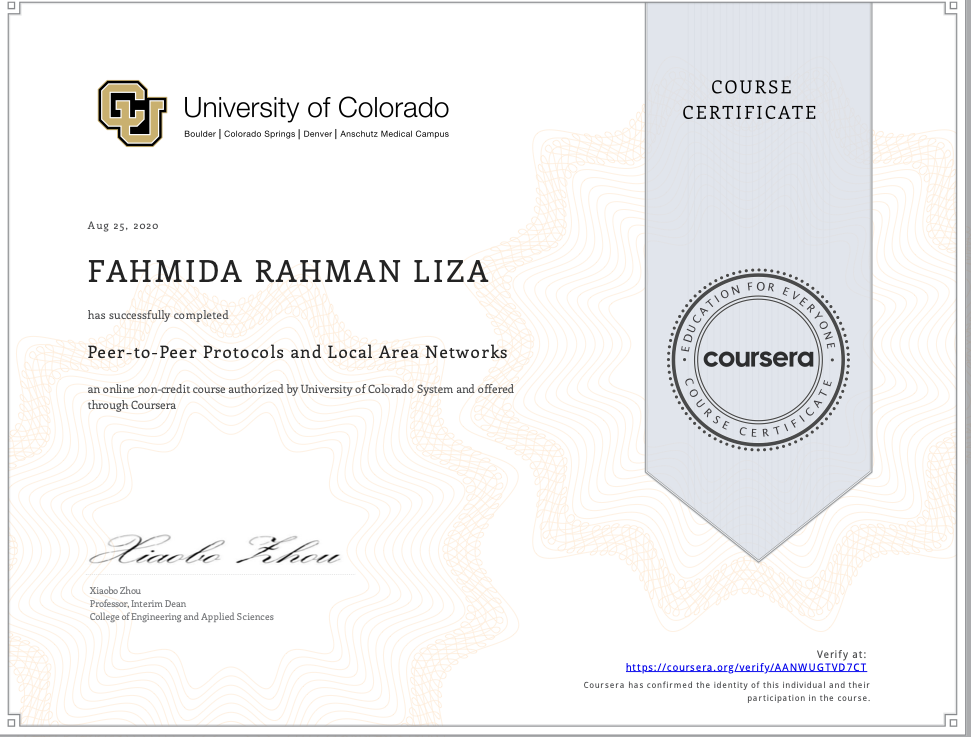 CU
University of Colorado
Boulder | Colorado Springs | Denver | Anschutz Medical Campus
COURSE
CERTIFICATE
Aug 25, 2020
FAHMIDA RAHMAN LIZA
has successfully completed
Peer-to-Peer Protocols and Local Area Networks
an online non-credit course authorized by University of Colorado System and offered
through Coursera
EDUCATION FOR EVERYONE
coursera
COURSE CERTIFICATE
Xiaobo Zhou
Xiaobo Zhou
Professor, Interim Dean
College of Engineering and Applied Sciences
Verify at:
https://coursera.org/verify/AANWUGTVD7CT
Coursera has confirmed the identity of this individual and their
participation in the course.